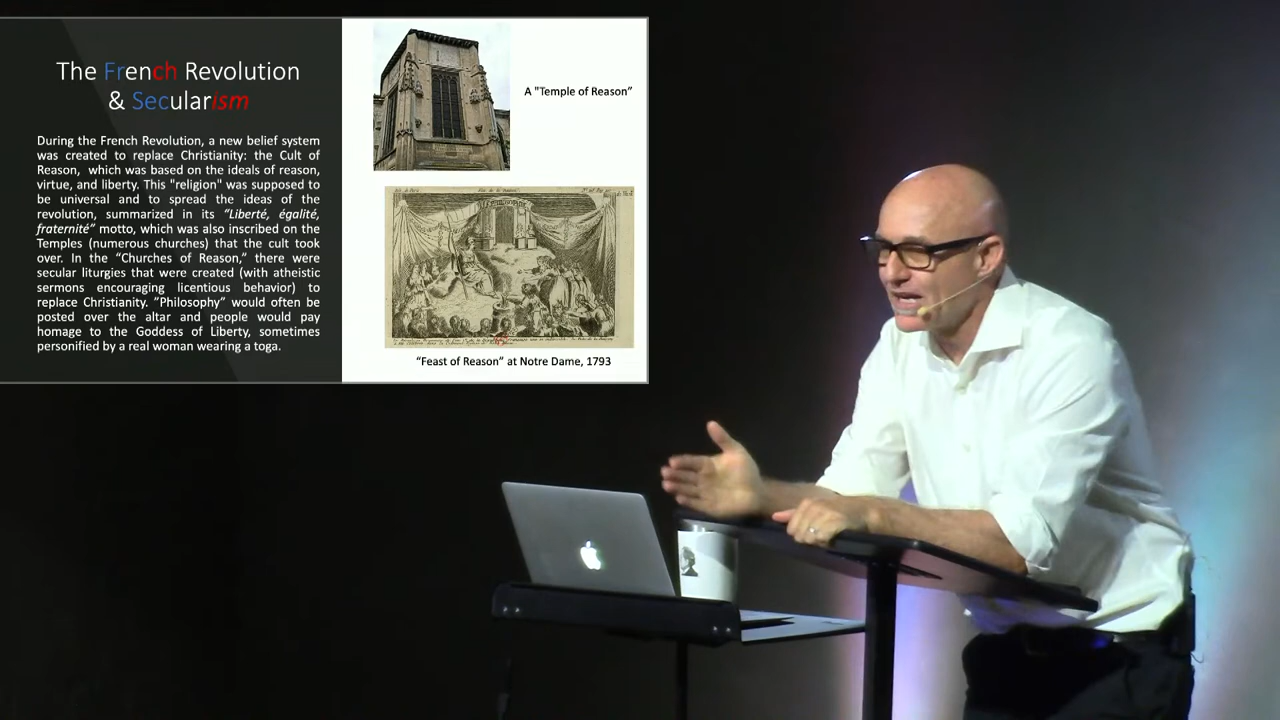 The French Revolution
& Secularism
During the French Revolution, a new belief system
was created to replace Christianity: the Cult of
Reason, which was based on the ideals of reason,
virtue, and liberty. This "religion" was supposed to
be universal and to spread the ideas of the
revolution, summarized in its “Liberté, égalité,
fraternité” motto, which was also inscribed on the
Temples (numerous churches) that the cult took
over. In the “Churches of Reason,” there were
secular liturgies that were created (with atheistic
sermons encouraging licentious behavior) to
replace Christianity. ”Philosophy” would often be
posted over the altar and people would pay
homage to the Goddess of Liberty, sometimes
personified by a real woman wearing a toga.
A "Temple of Reason”
“Feast of Reason” at Notre Dame, 1793